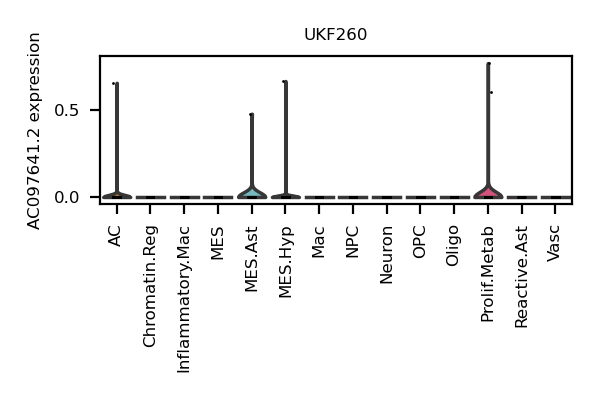 UKF260
AC097641.2 expression
0.5
0.0
AC
Chromatin.Reg
Inflammatory.Mac
MES
MES.Ast
MES.Hyp
Mac
NPC
Neuron
OPC
Oligo
Prolif.Metab
Reactive.Ast
Vasc